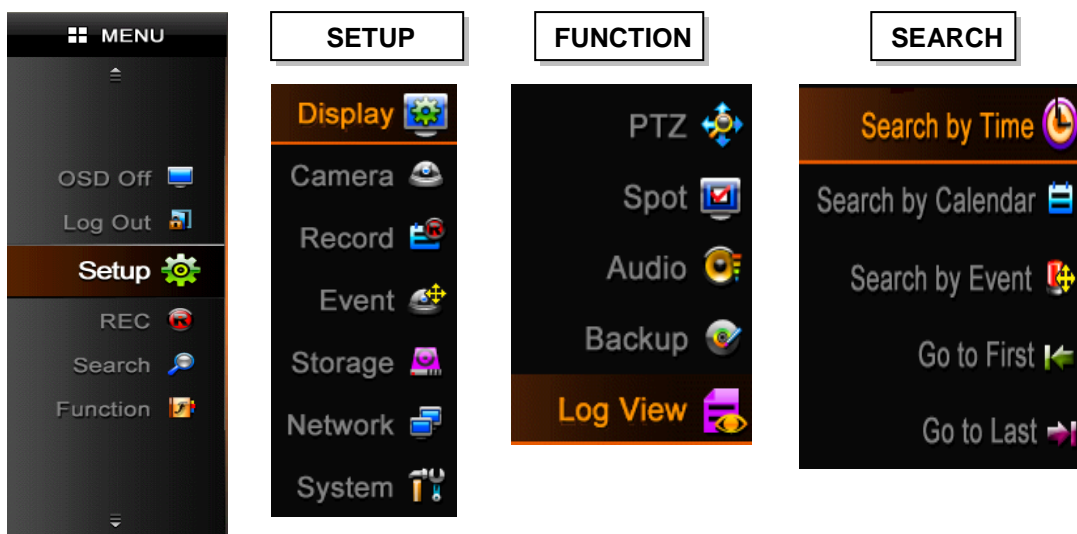 MENU
OSD Off
Log Out
Setup
REC
Search
Function
SETUP
Display
Camera
Record
Event
Storage
Network
System
FUNCTION
PTZ
Spot
Audio
Backup
Log View
SEARCH
Search by Time
Search by Calendar
Search by Event
Go to First
Go to Last